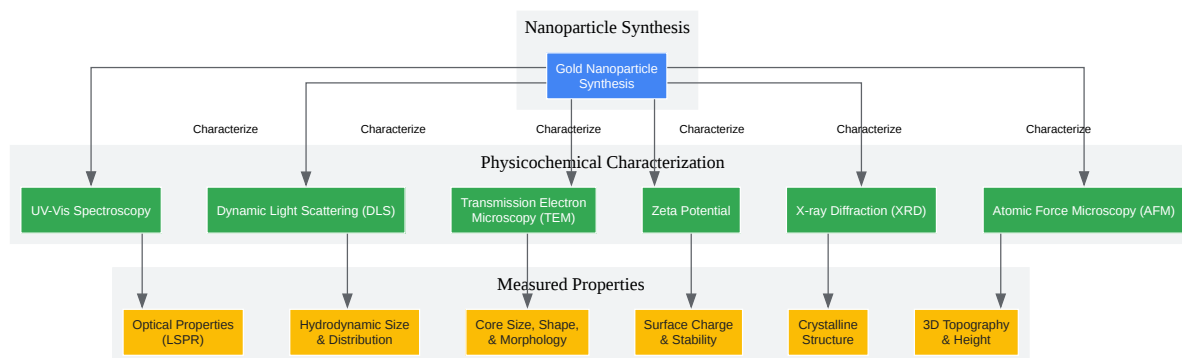 Nanoparticle Synthesis
Gold Nanoparticle
Synthesis
Characterize
Characterize
Characterize
Characterize
Characterize
Characterize
Physicochemical Characterization
UV-Vis Spectroscopy
Dynamic Light Scattering (DLS)
Transmission Electron
Microscopy (TEM)
Zeta Potential
X-ray Diffraction (XRD)
Atomic Force Microscopy (AFM)
Measured Properties
Optical Properties
(LSPR)
Hydrodynamic Size
& Distribution
Core Size, Shape,
& Morphology
Surface Charge
& Stability
Crystalline
Structure
3D Topography
& Height